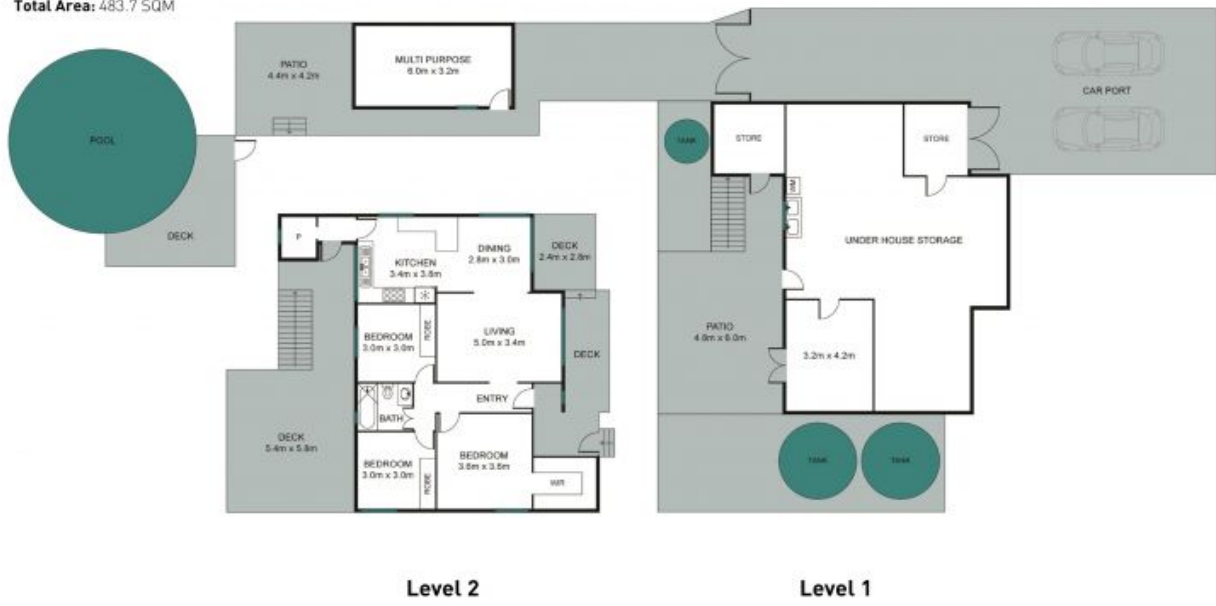 Total Area: 483.7 SQM
PATIO
4.4m x 4.2m
MULTI PURPOSE
6.0m x 3.2m
CAR PORT
POOL
TANK
STORE
STORE
WM
DECK
P
KITCHEN
3.4m x 3.6m
DINING
2.8m x 3.0m
DECK
2.4m x 2.8m
UNDER HOUSE STORAGE
BEDROOM
3.0m x 3.0m
ROBE
LIVING
5.0m x 3.4m
DECK
PATIO
4.8m x 6.0m
3.2m x 4.2m
ENTRY
BATH
DECK
5.4m x 5.8m
BEDROOM
3.0m x 3.0m
ROBE
BEDROOM
3.6m x 3.6m
WIR
TANK
TANK
Level 2
Level 1